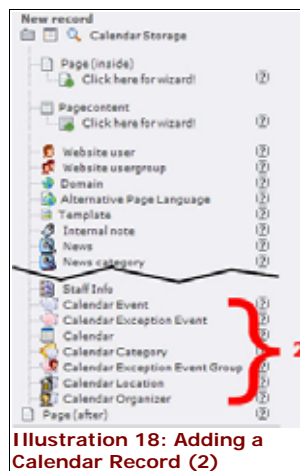 New record
Calendar Storage
Page (inside)
Click here for wizard!
Pagecontent
Click here for wizard!
Website user
Website usergroup
Domain
Alternative Page Language
Template
Internal note
News
News category
Staff Info
Calendar Event
Calendar Exception Event
Calendar
Calendar Category
Calendar Exception Event Group
Calendar Location
Calendar Organizer
2
Page (after)
Illustration 18: Adding a
Calendar Record (2)